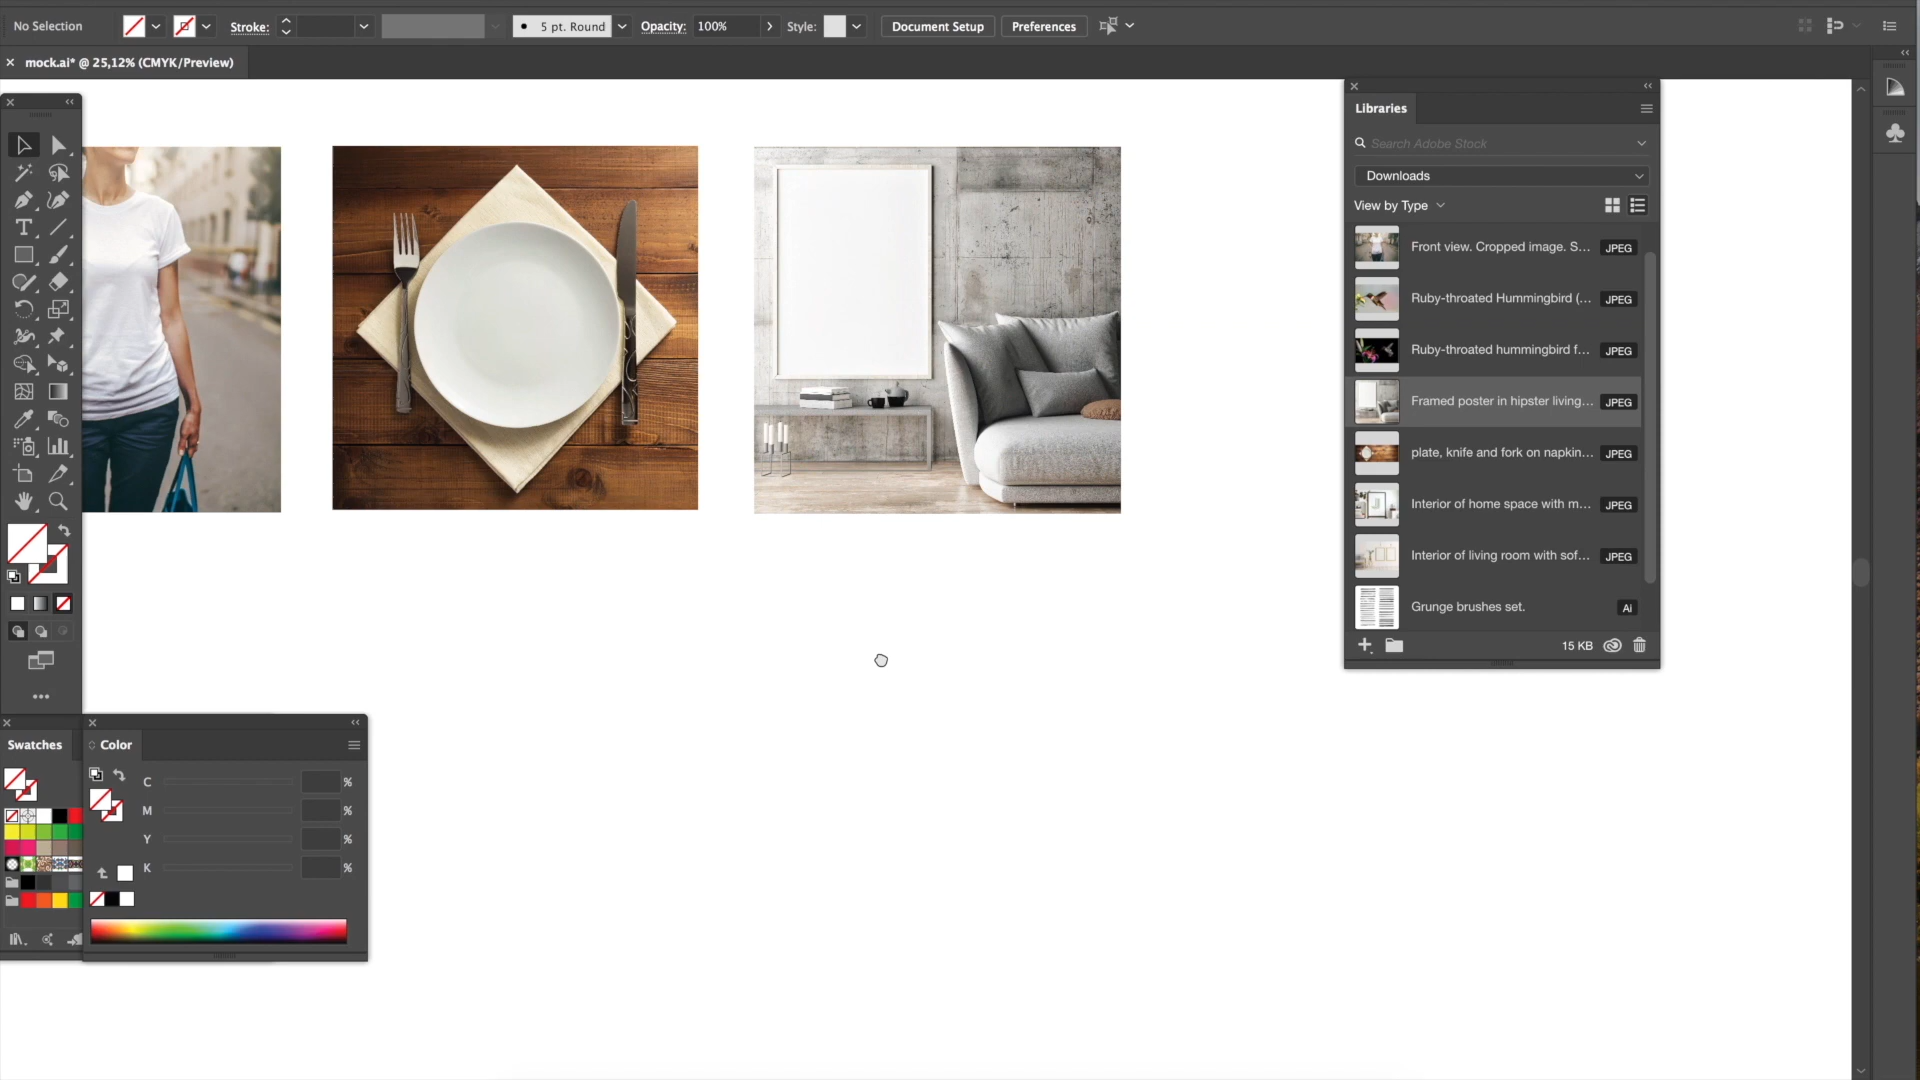 No Selection
Stroke:
5 pt. Round
Opacity: 100%
Style:
Document Setup
Preferences
mock.ai* @ 25,12% (CMYK/Preview)
Libraries
Search Adobe Stock
Downloads
View by Type
Front view. Cropped image. S... JPEG
Ruby-throated Hummingbird (... JPEG
Ruby-throated hummingbird f... JPEG
Framed poster in hipster living... JPEG
plate, knife and fork on napkin... JPEG
Interior of home space with m... JPEG
Interior of living room with sof... JPEG
Grunge brushes set. Ai
15 KB
Swatches
Color
C %
M %
Y %
K %